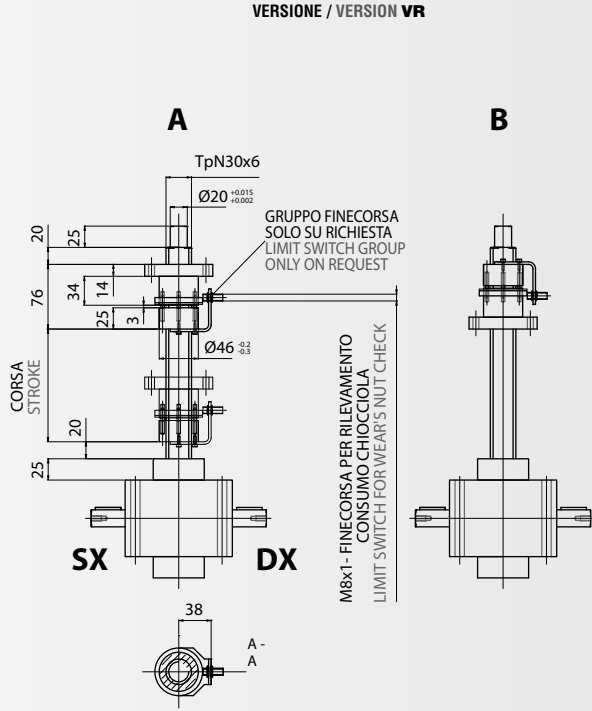 VERSIONE / VERSION VR
A
B
TpN30x6
Ø20 +0.015 +0.002
GRUPPO FINECORSA
SOLO SU RICHIESTA
LIMIT SWITCH GROUP
ONLY ON REQUEST
20
25
76
34
14
25
3
Ø46 -0.2 -0.3
CORSA
STROKE
20
25
M8x1- FINECORSA PER RILEVAMENTO
CONSUMO CHIOCCIOLA
LIMIT SWITCH FOR WEAR'S NUT CHECK
SX
DX
38
A -
A